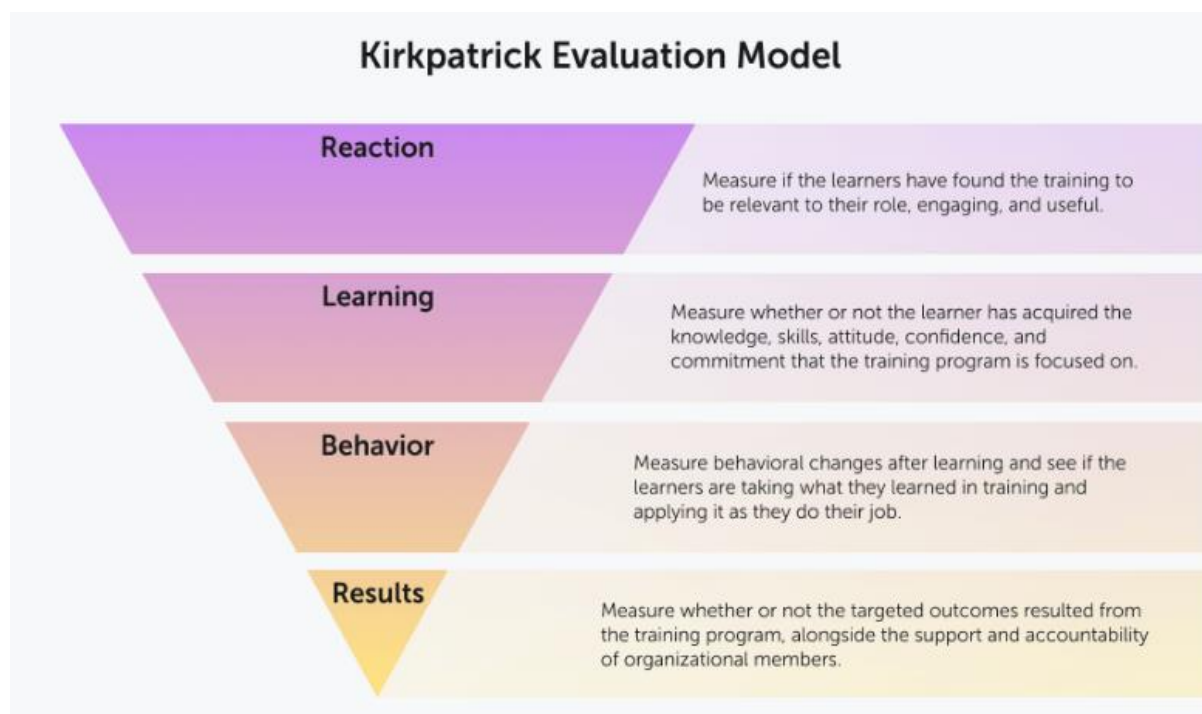 Kirkpatrick Evaluation Model
Reaction
Measure if the learners have found the training to
be relevant to their role, engaging, and useful.
Learning
Measure whether or not the learner has acquired the
knowledge, skills, attitude, confidence, and
commitment that the training program is focused on.
Behavior
Measure behavioral changes after learning and see if the
learners are taking what they learned in training and
applying it as they do their job.
Results
Measure whether or not the targeted outcomes resulted from
the training program, alongside the support and accountability
of organizational members.